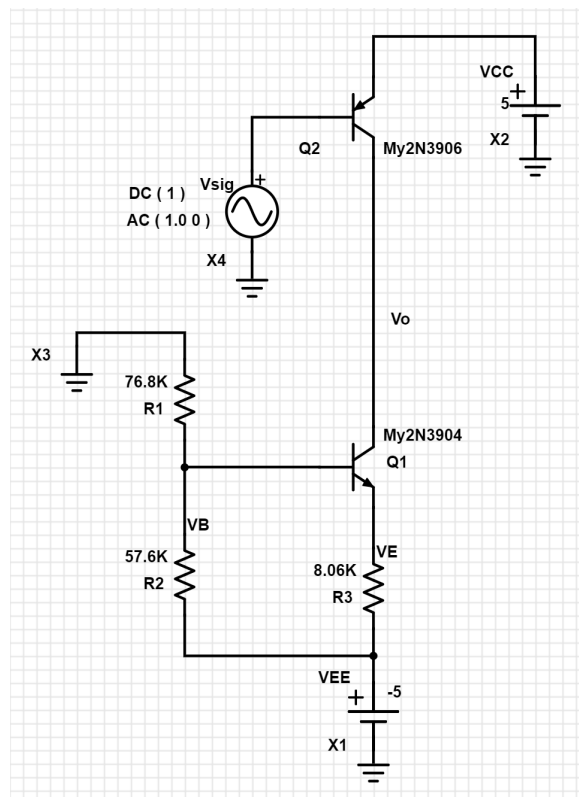 VCC
+
5
X2
Q2
My2N3906
DC ( 1 )
Vsig
+
AC ( 1.0 0 )
X4
Vo
X3
76.8K
R1
My2N3904
Q1
VB
57.6K
R2
VE
8.06K
R3
VEE
+
-5
X1